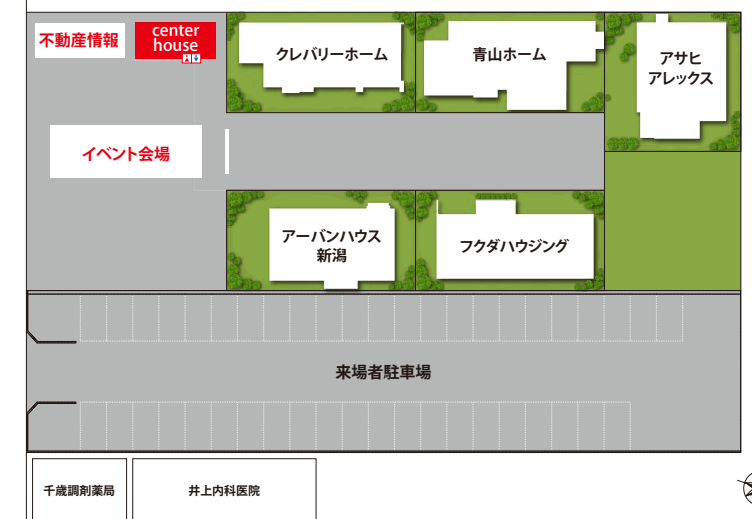 不動産情報
center
house
クレバリーホーム
青山ホーム
アサヒ
アレックス
イベント会場
アーバンハウス
新潟
フクダハウジング
来場者駐車場
千歳調剤薬局
井上内科医院